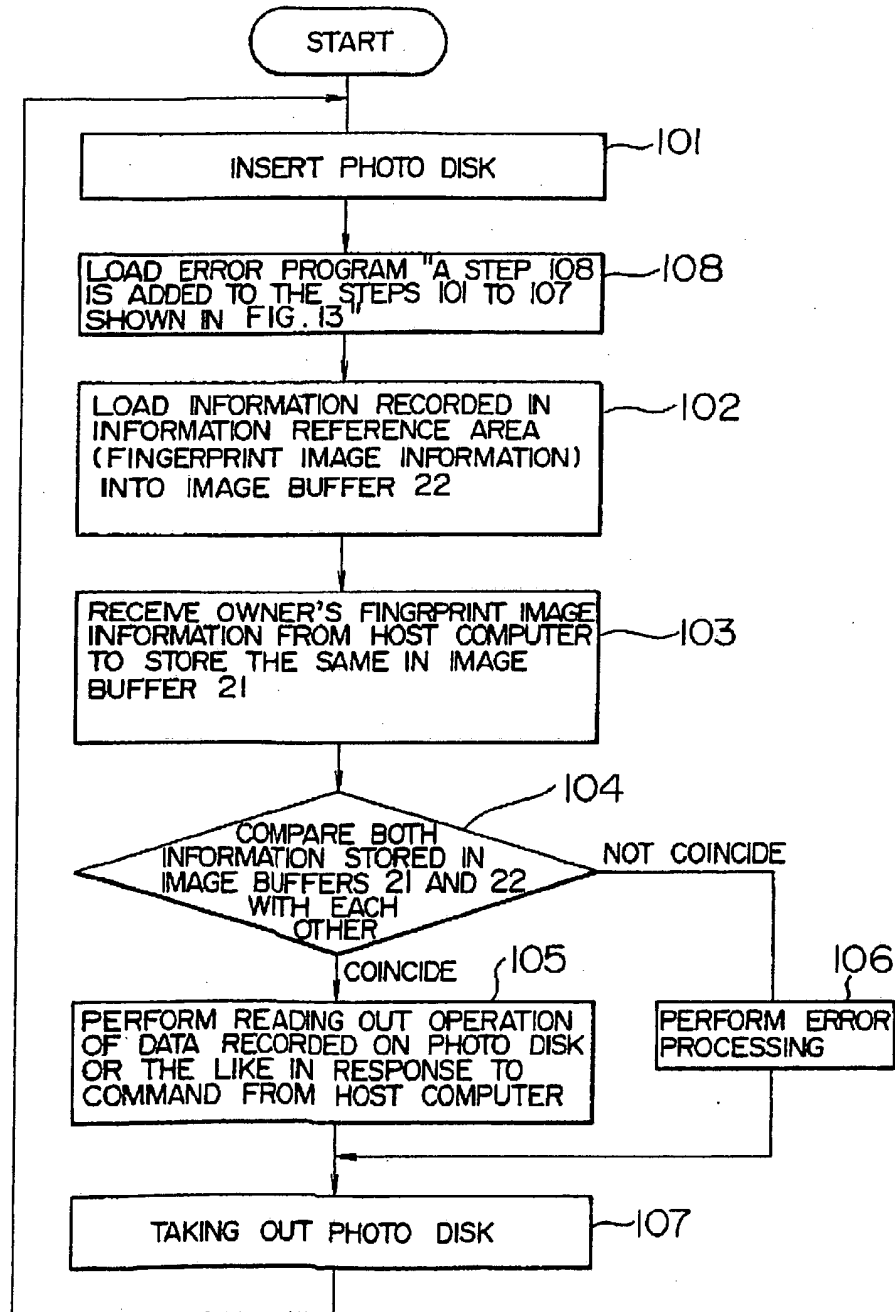 START
INSERT PHOTO DISK
101
LOAD ERROR PROGRAM "A STEP 108
IS ADDED TO THE STEPS 101 TO 107
SHOWN IN FIG. 13"
108
LOAD INFORMATION RECORDED IN
INFORMATION REFERENCE AREA
(FINGERPRINT IMAGE INFORMATION)
INTO IMAGE BUFFER 22
102
RECEIVE OWNER'S FINGRPRINT IMAGE
INFORMATION FROM HOST COMPUTER
TO STORE THE SAME IN IMAGE
BUFFER 21
103
104
COMPARE BOTH
INFORMATION STORED IN
IMAGE BUFFERS 21 AND 22
WITH EACH
OTHER
NOT COINCIDE
COINCIDE
105
PERFORM READING OUT OPERATION
OF DATA RECORDED ON PHOTO DISK
OR THE LIKE IN RESPONSE TO
COMMAND FROM HOST COMPUTER
106
PERFORM ERROR
PROCESSING
TAKING OUT PHOTO DISK
107